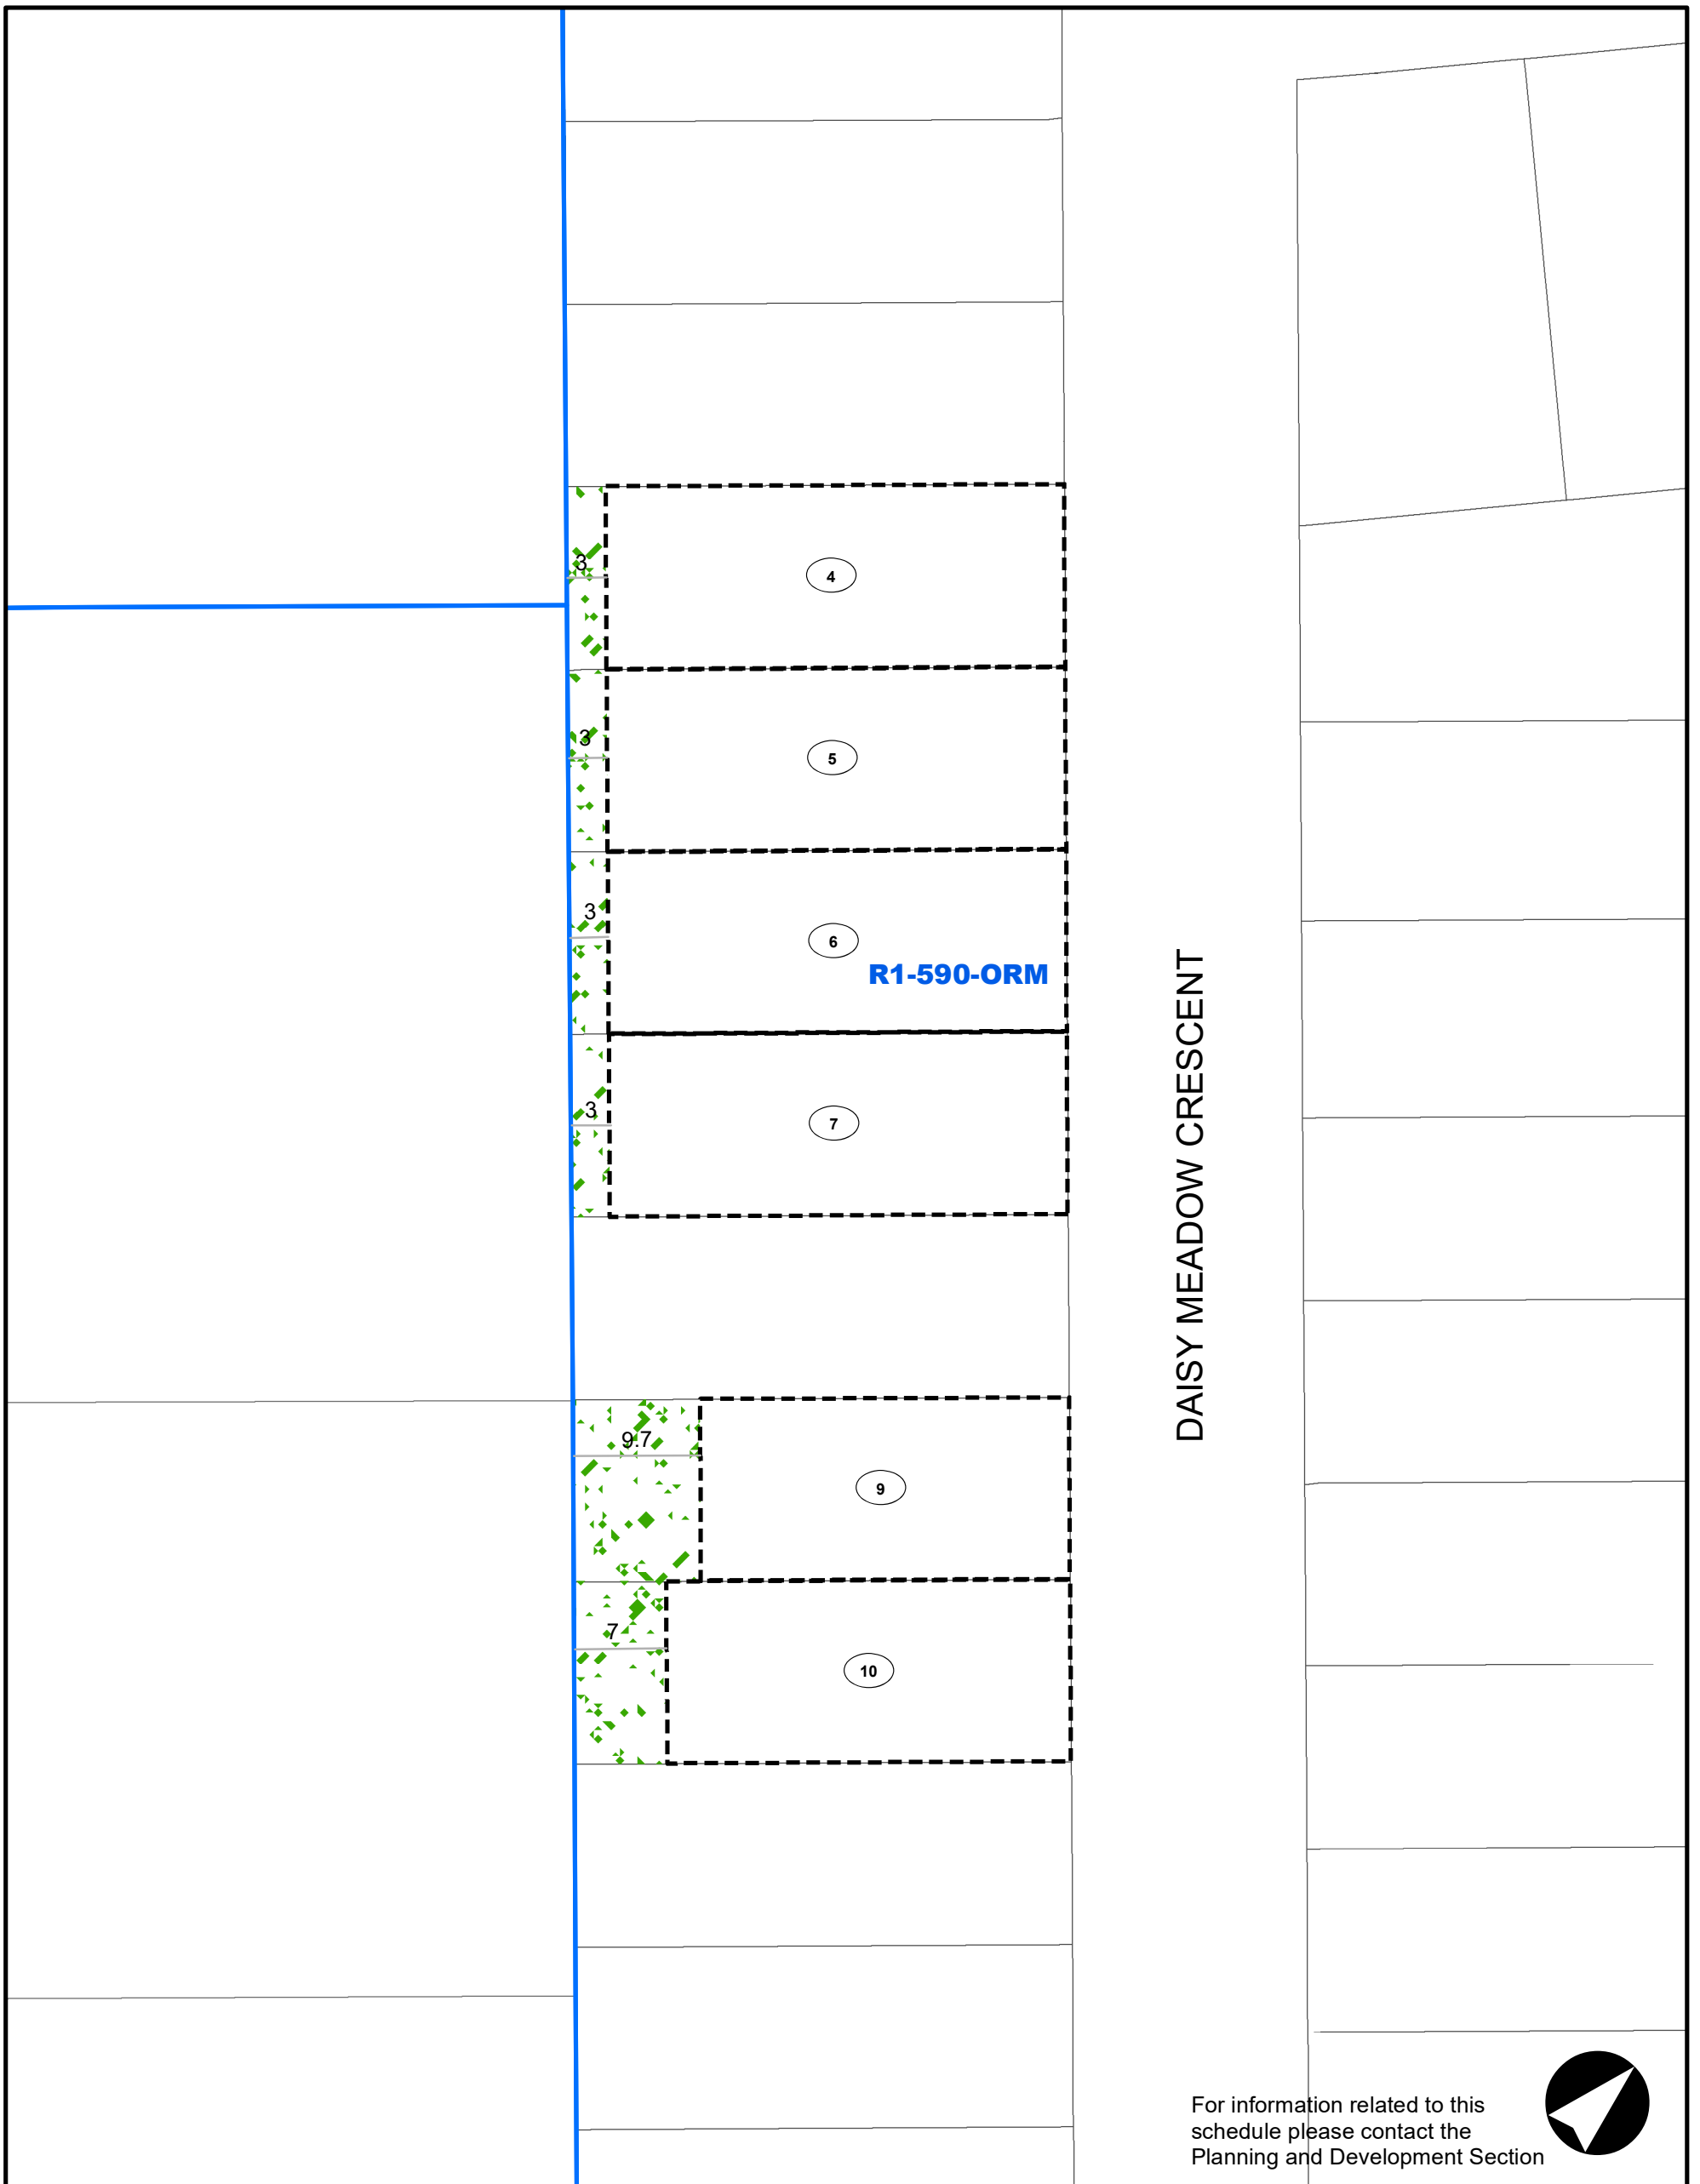 3
4
3
5
3
6
R1-590-ORM
3
7
DAISY MEADOW CRESCENT
9.7
9
7
10
For information related to this
schedule please contact the
Planning and Development Section